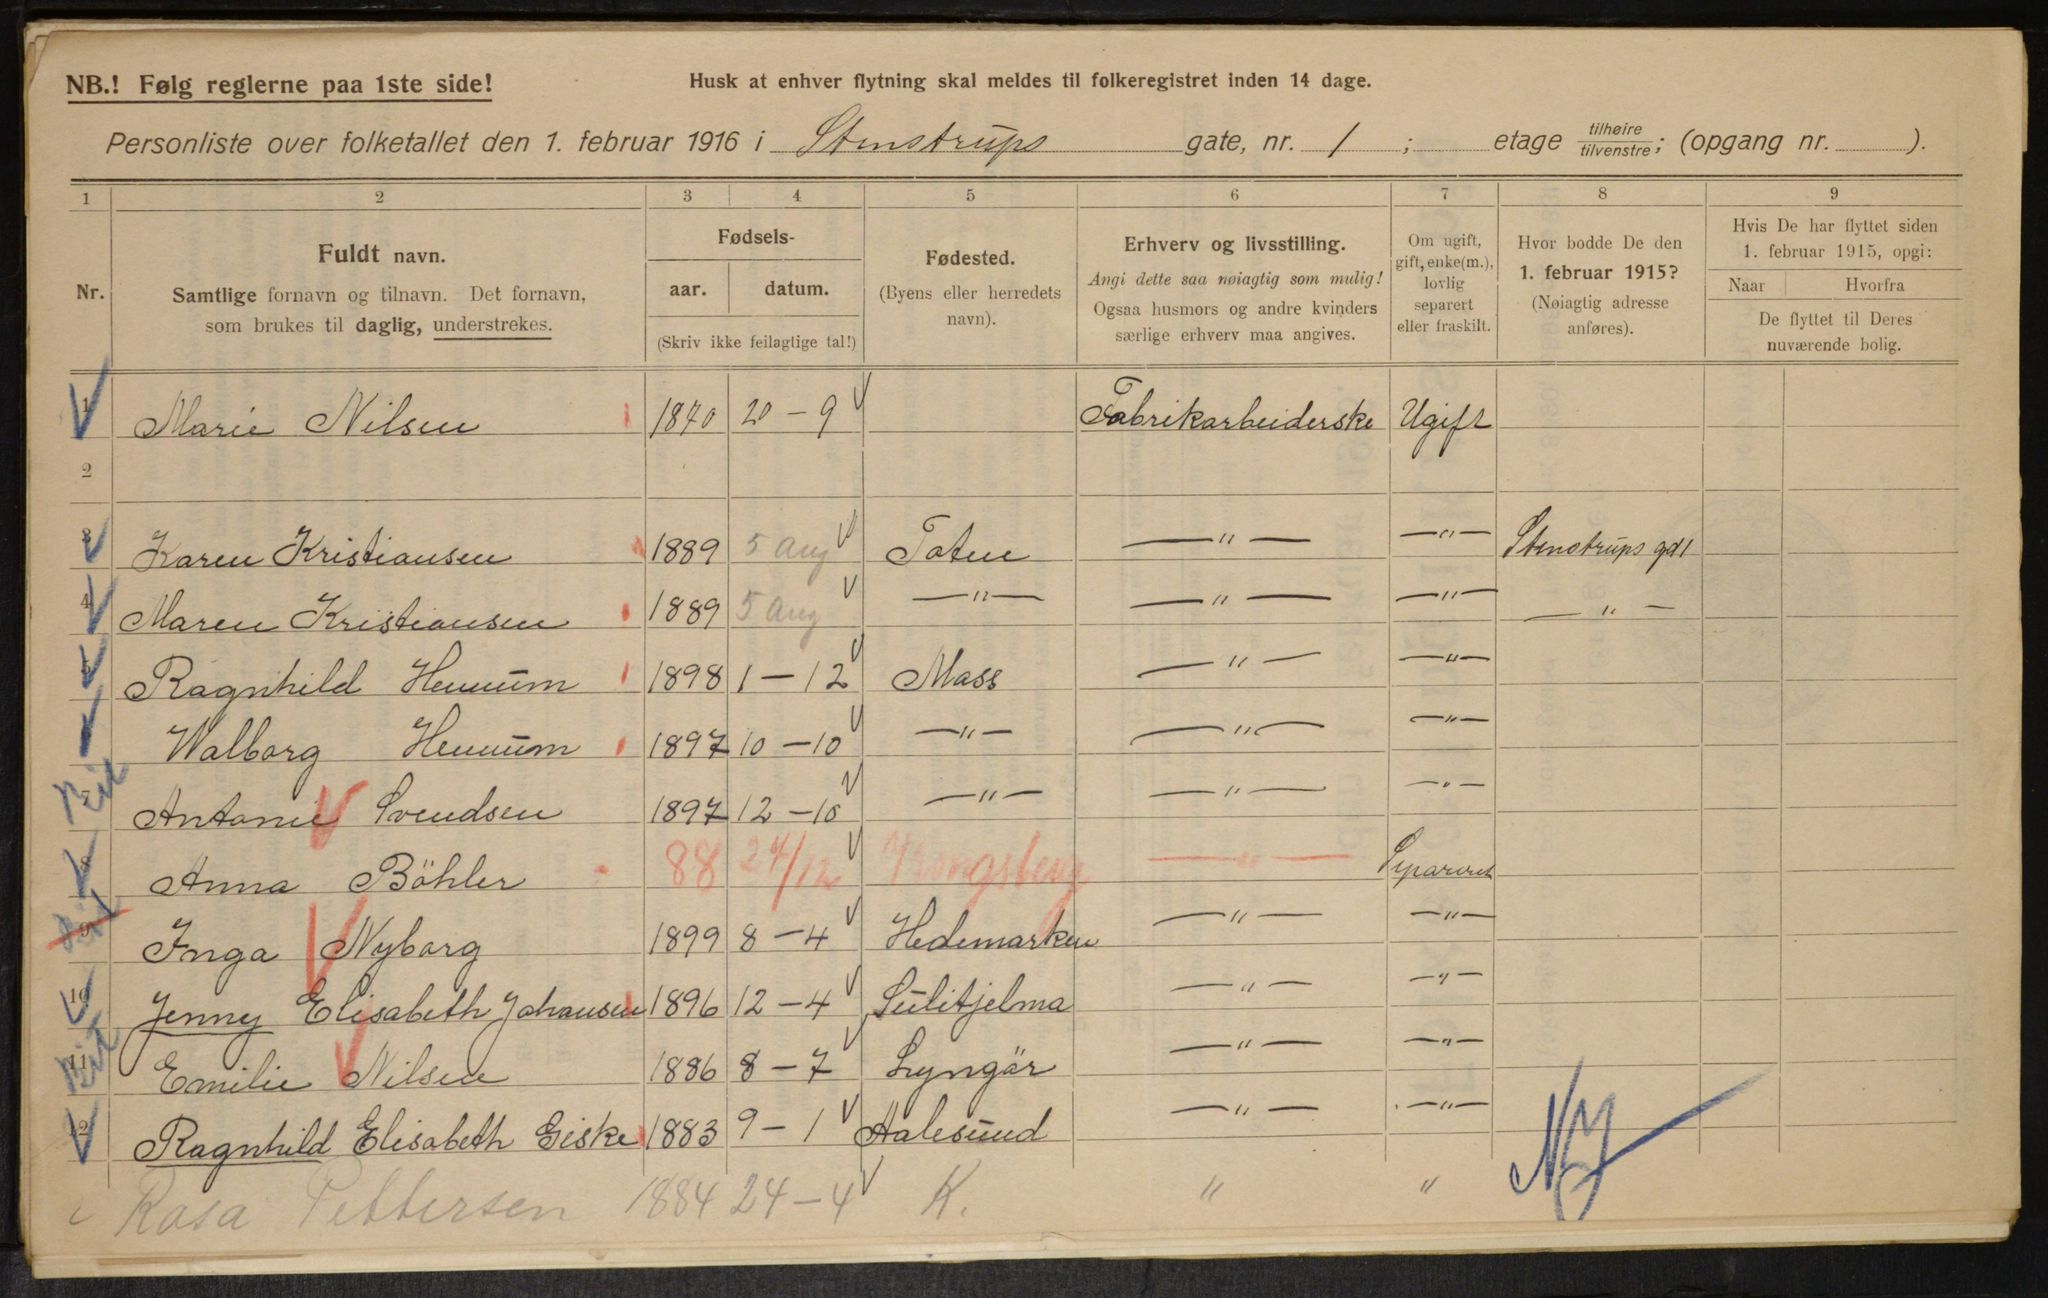 NB.! Følg reglerne paa 1ste side!
Husk at enhver flytning skal meldes til folkeregistret inden 14 dage.
Personliste over folketallet den 1. februar 1916 i Stenstrups gate, nr. 1 ; etage tilhøire/tilvenstre; (opgang nr. ).
1 2 3 4 5 6 7 8 9
Nr.
Fuldt navn.
Samtlige fornavn og tilnavn. Det fornavn,
som brukes til daglig, understrekes.
Fødsels-
aar. datum.
(Skriv ikke feilagtige tal!)
Fødested.
(Byens eller herredets
navn).
Erhverv og livsstilling.
Angi dette saa nøiagtig som mulig!
Ogsaa husmors og andre kvinders
særlige erhverv maa angives.
Om ugift,
gift, enke(m.),
lovlig
separert
eller fraskilt.
Hvor bodde De den
1. februar 1915?
(Nøiagtig adresse
anføres).
Hvis De har flyttet siden
1. februar 1915, opgi:
Naar Hvorfra
De flyttet til Deres
nuværende bolig.
1 Marie Nilsen 1870 20 – 9 Fabrikarbeiderske Ugift
2
3 Karen Kristiansen 1889 5 Aug Toten —"— —"— Stenstrups gd 1
4 Maren Kristiansen 1889 5 Aug —"— —"— —"— —"—
5 Ragnhild Hennum 1898 1 – 12 Moss —"— —"—
Walborg Hennum 1897 10 – 10 —"— —"— —"—
7 Antonie Svendsen 1897 12 – 10 —"— —"— —"—
8 Anna Böhler 88 24/12 Kongsberg —"— Separert
9 Inga Nyborg 1899 8 – 4 Hedemarken —"— —"—
10 Jenny Elisabeth Johansen 1896 12 – 4 Sulitjelma —"— —"—
11 Emilie Nilsen 1886 8 – 7 Lyngör —"— —"—
12 Ragnhild Elisabeth Giske 1883 9 – 1 Aalesund —"— —"—
Rosa Pettersen 1884 24 – 4 K. " "